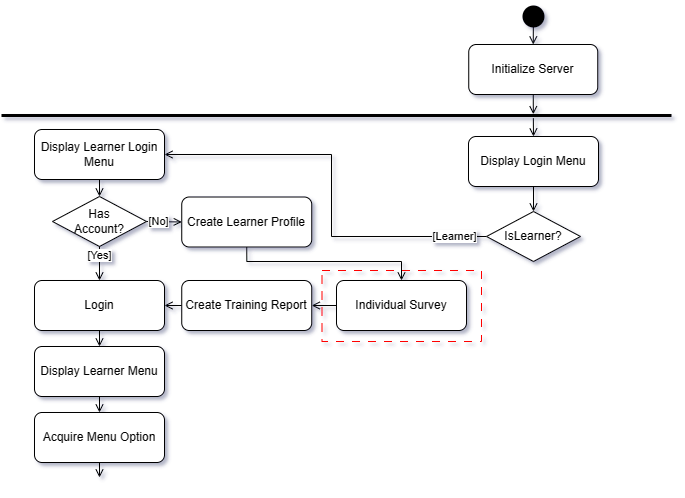 Initialize Server
Display Learner Login
Menu
Display Login Menu
Has
Account?
[No]
Create Learner Profile
[Learner]
IsLearner?
[Yes]
Login
Create Training Report
Individual Survey
Display Learner Menu
Acquire Menu Option